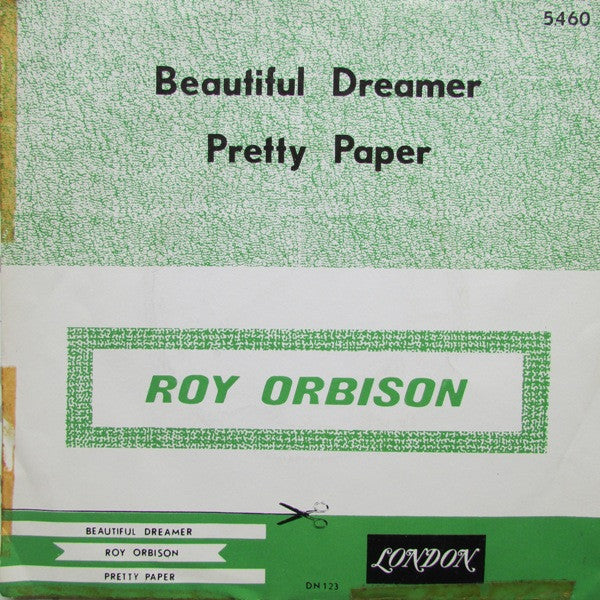 5460
Beautiful Dreamer
Pretty Paper
ROY ORBISON
BEAUTIFUL DREAMER
ROY ORBISON
PRETTY PAPER
DN 123
LONDON